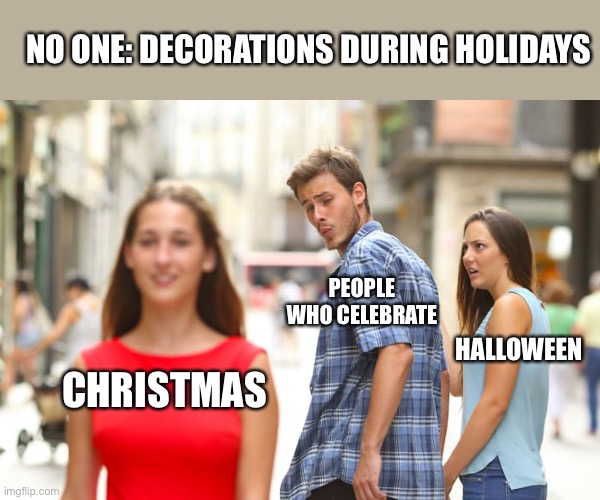 NO ONE: DECORATIONS DURING HOLIDAYS
PEOPLE
WHO CELEBRATE
HALLOWEEN
CHRISTMAS
imgflip.com